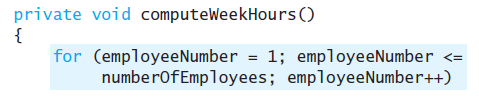 private void computeWeekHours()
{
for (employeeNumber = 1; employeeNumber <=
numberOfEmployees; employeeNumber++)